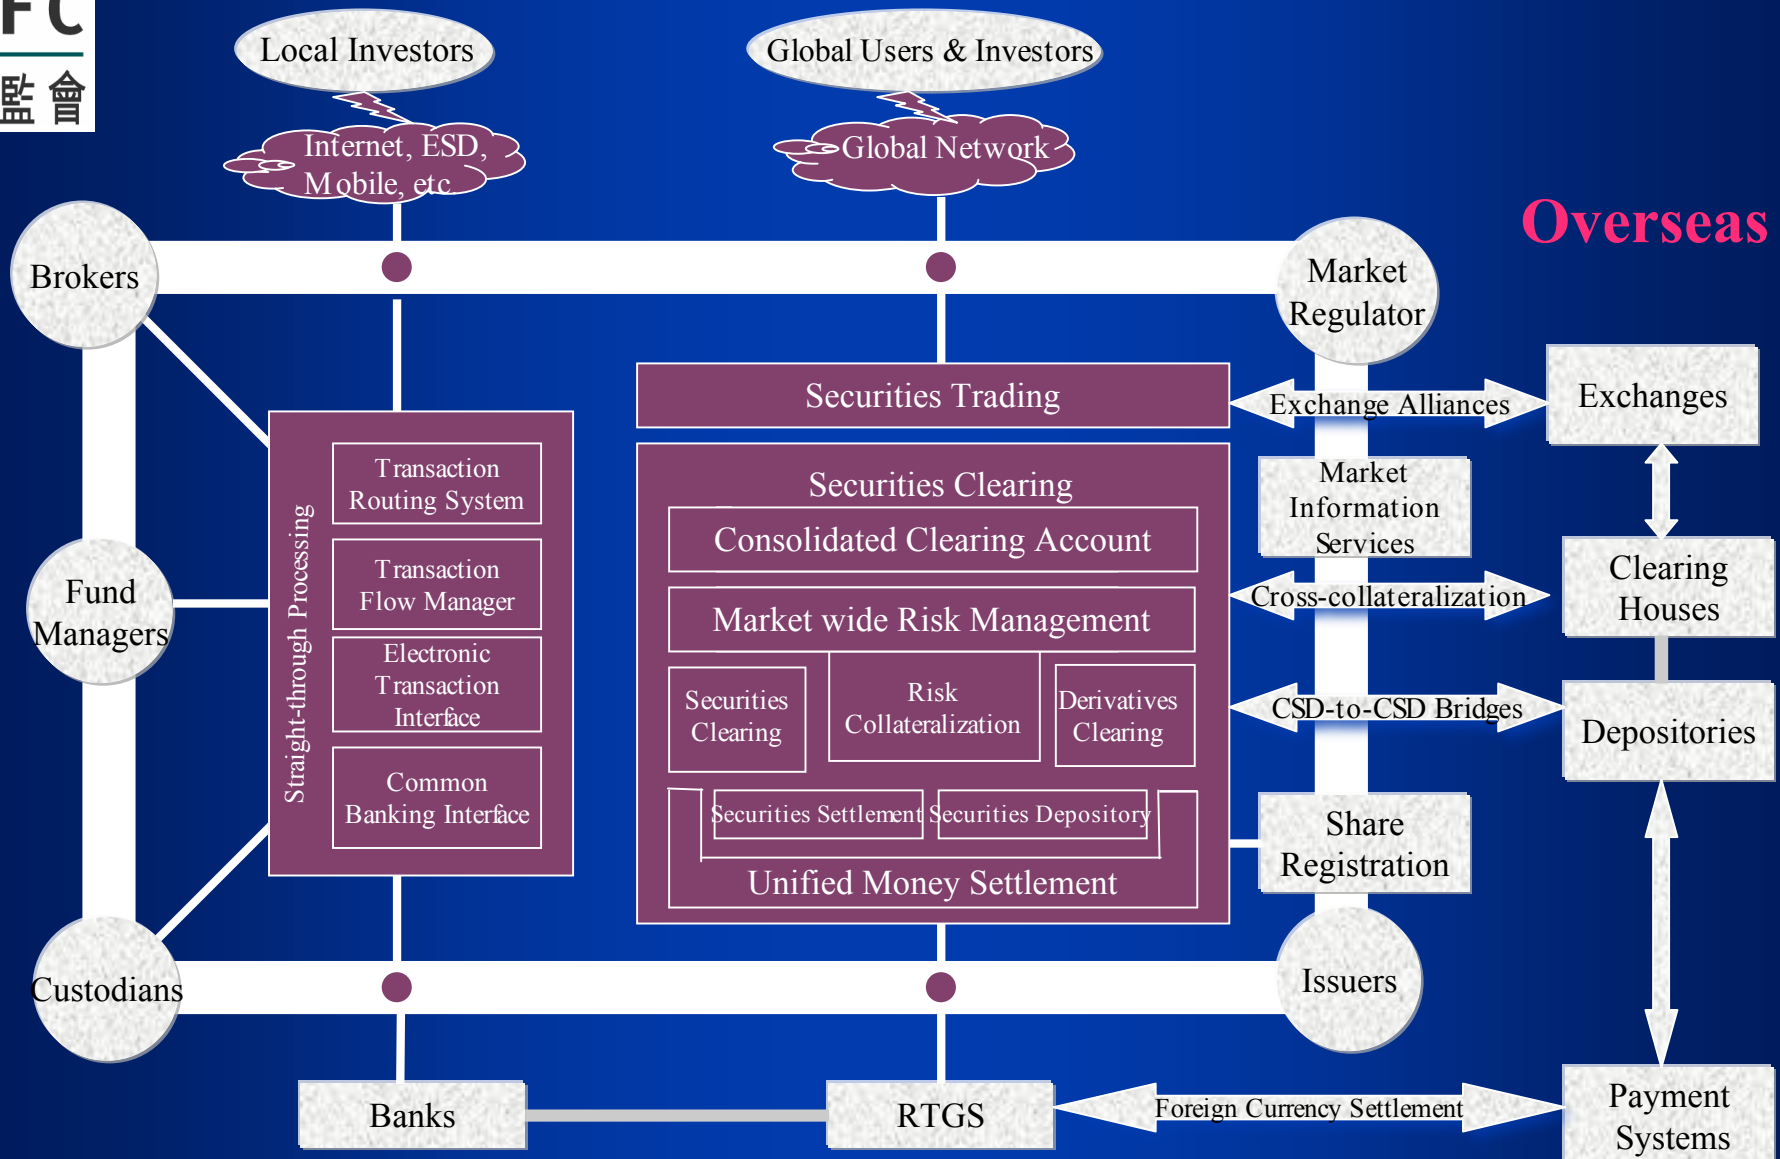 FC
監會
Local Investors
Global Users & Investors
Internet, ESD,
Mobile, etc.
Global Network
Overseas
Brokers
Market
Regulator
Securities Trading
Exchange Alliances
Exchanges
Straight-through Processing
Transaction
Routing System
Transaction
Flow Manager
Electronic
Transaction
Interface
Common
Banking Interface
Securities Clearing
Consolidated Clearing Account
Market wide Risk Management
Securities
Clearing
Risk
Collateralization
Derivatives
Clearing
Securities Settlement
Securities Depository
Unified Money Settlement
Market
Information
Services
Cross-collateralization
Clearing
Houses
CSD-to-CSD Bridges
Depositories
Share
Registration
Fund
Managers
Custodians
Issuers
Banks
RTGS
Foreign Currency Settlement
Payment
Systems